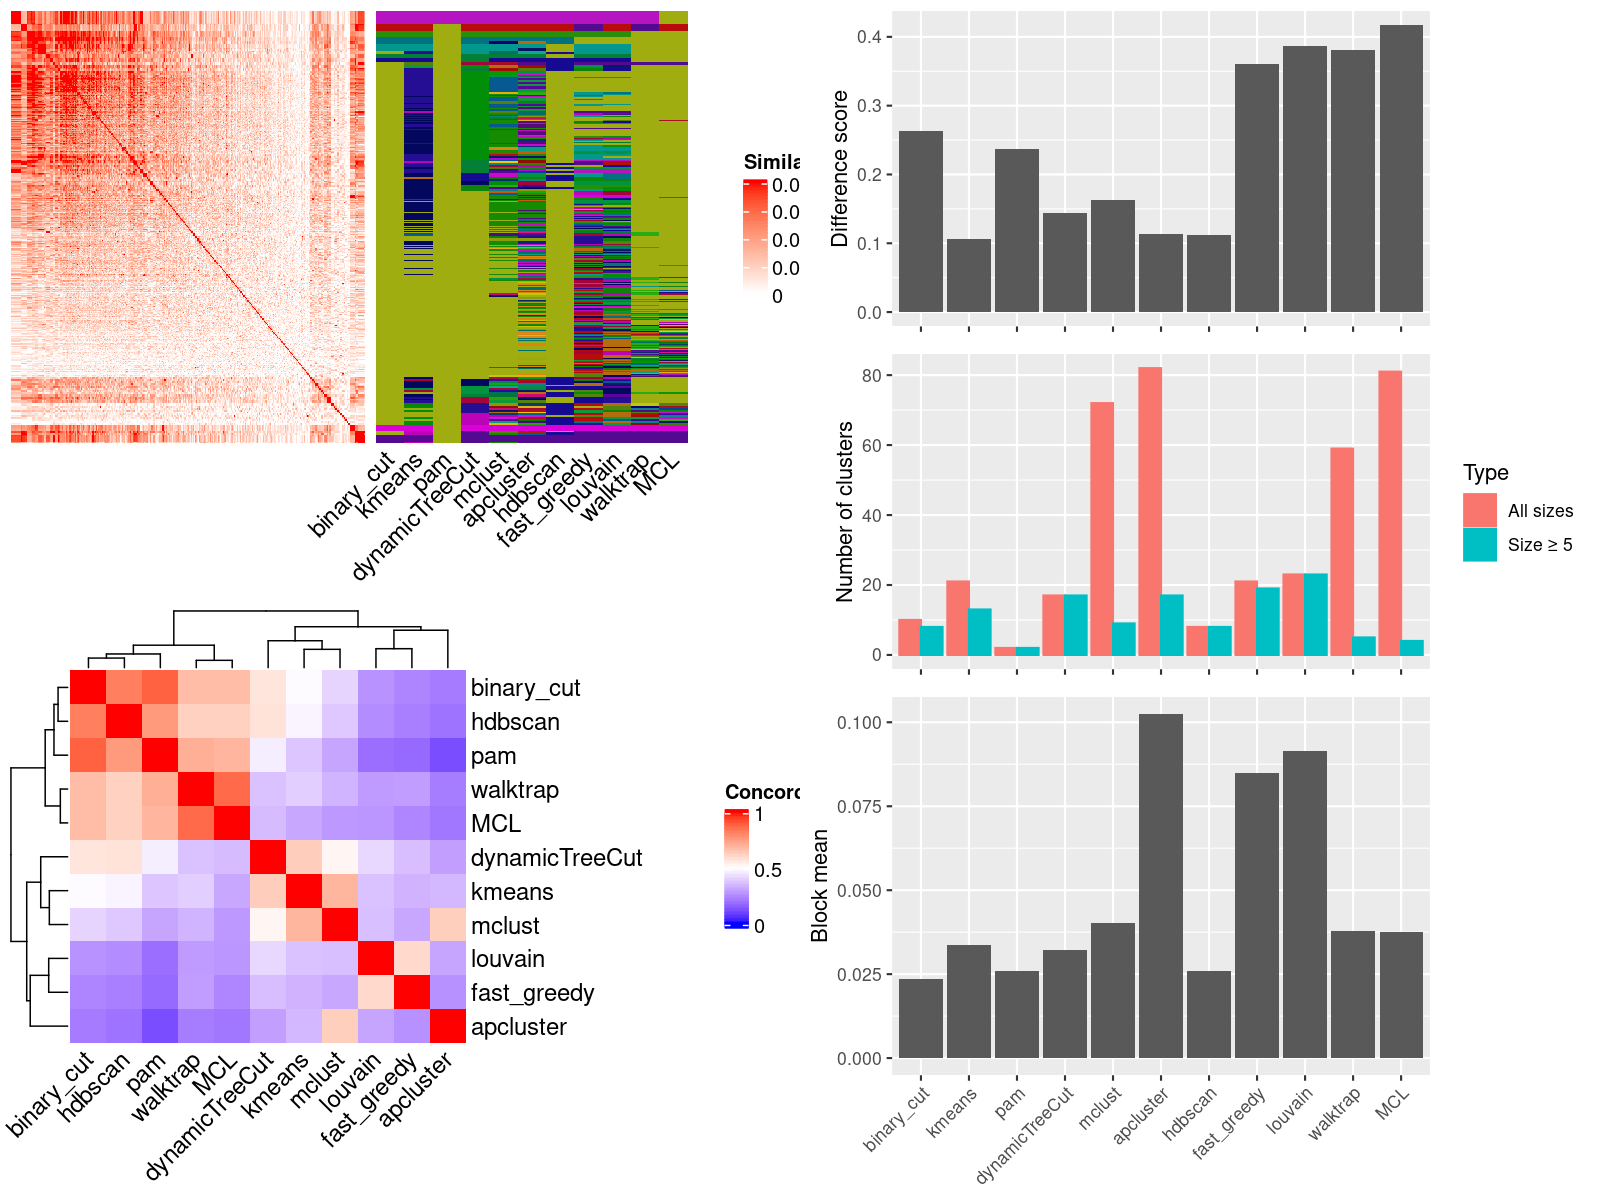 Simila
0.0
0.0
0.0
0.0
0
binary_cut
kmeans
pam
dynamicTreeCut
mclust
apcluster
hdbscan
fast_greedy
louvain
walktrap
MCL
binary_cut
hdbscan
pam
walktrap
MCL
dynamicTreeCut
kmeans
mclust
louvain
fast_greedy
apcluster
binary_cut
hdbscan
pam
walktrap
MCL
dynamicTreeCut
kmeans
mclust
louvain
fast_greedy
apcluster
Concord
1
0.5
0
Difference score
0.4
0.3
0.2
0.1
0.0
Number of clusters
80
60
40
20
0
Type
All sizes
Size ≥ 5
Block mean
0.100
0.075
0.050
0.025
0.000
binary_cut
kmeans
pam
dynamicTreeCut
mclust
apcluster
hdbscan
fast_greedy
louvain
walktrap
MCL